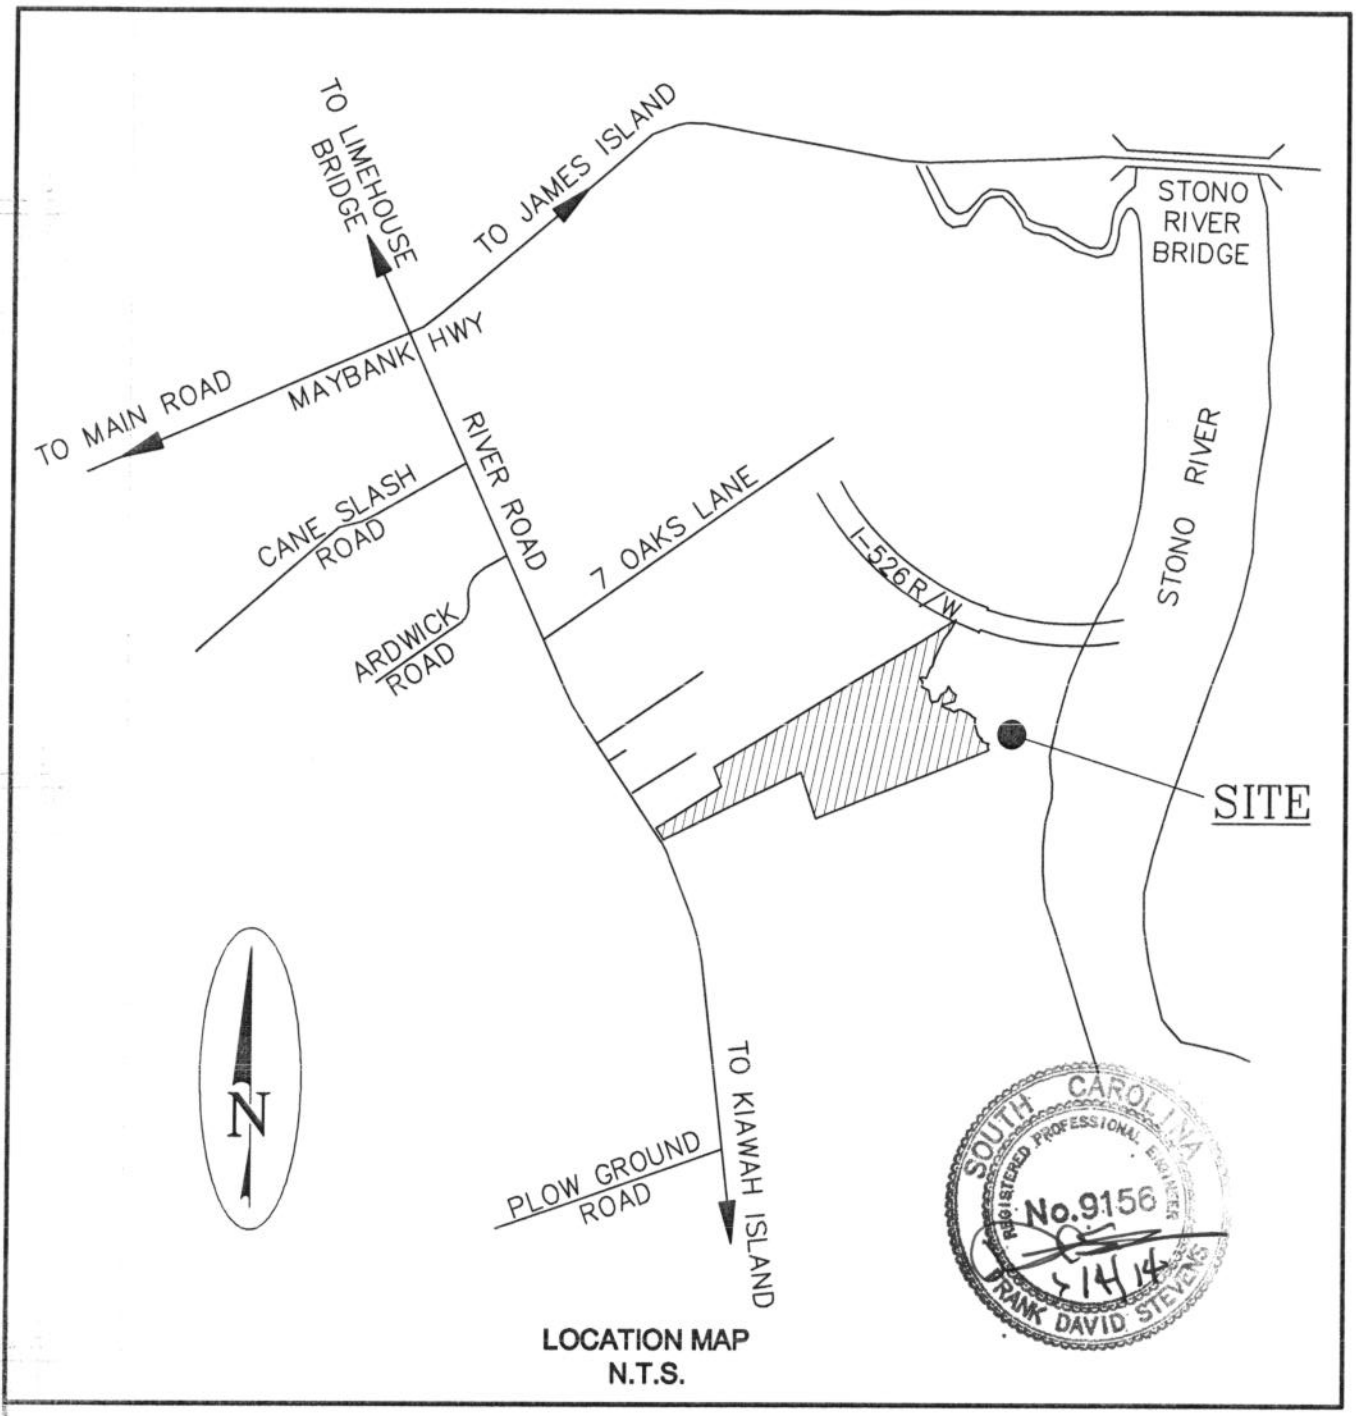 TO LIMEHOUSE
BRIDGE
TO JAMES ISLAND
STONO
RIVER
BRIDGE
MAYBANK HWY
TO MAIN ROAD
RIVER ROAD
CANE SLASH
ROAD
7 OAKS LANE
STONO RIVER
I-526 R/W
ARDWICK
ROAD
SITE
N
TO KIAWAH ISLAND
PLOW GROUND
ROAD
SOUTH CAROLINA
REGISTERED PROFESSIONAL ENGINEER
No.9156
FRANK DAVID STEVENS
LOCATION MAP
N.T.S.